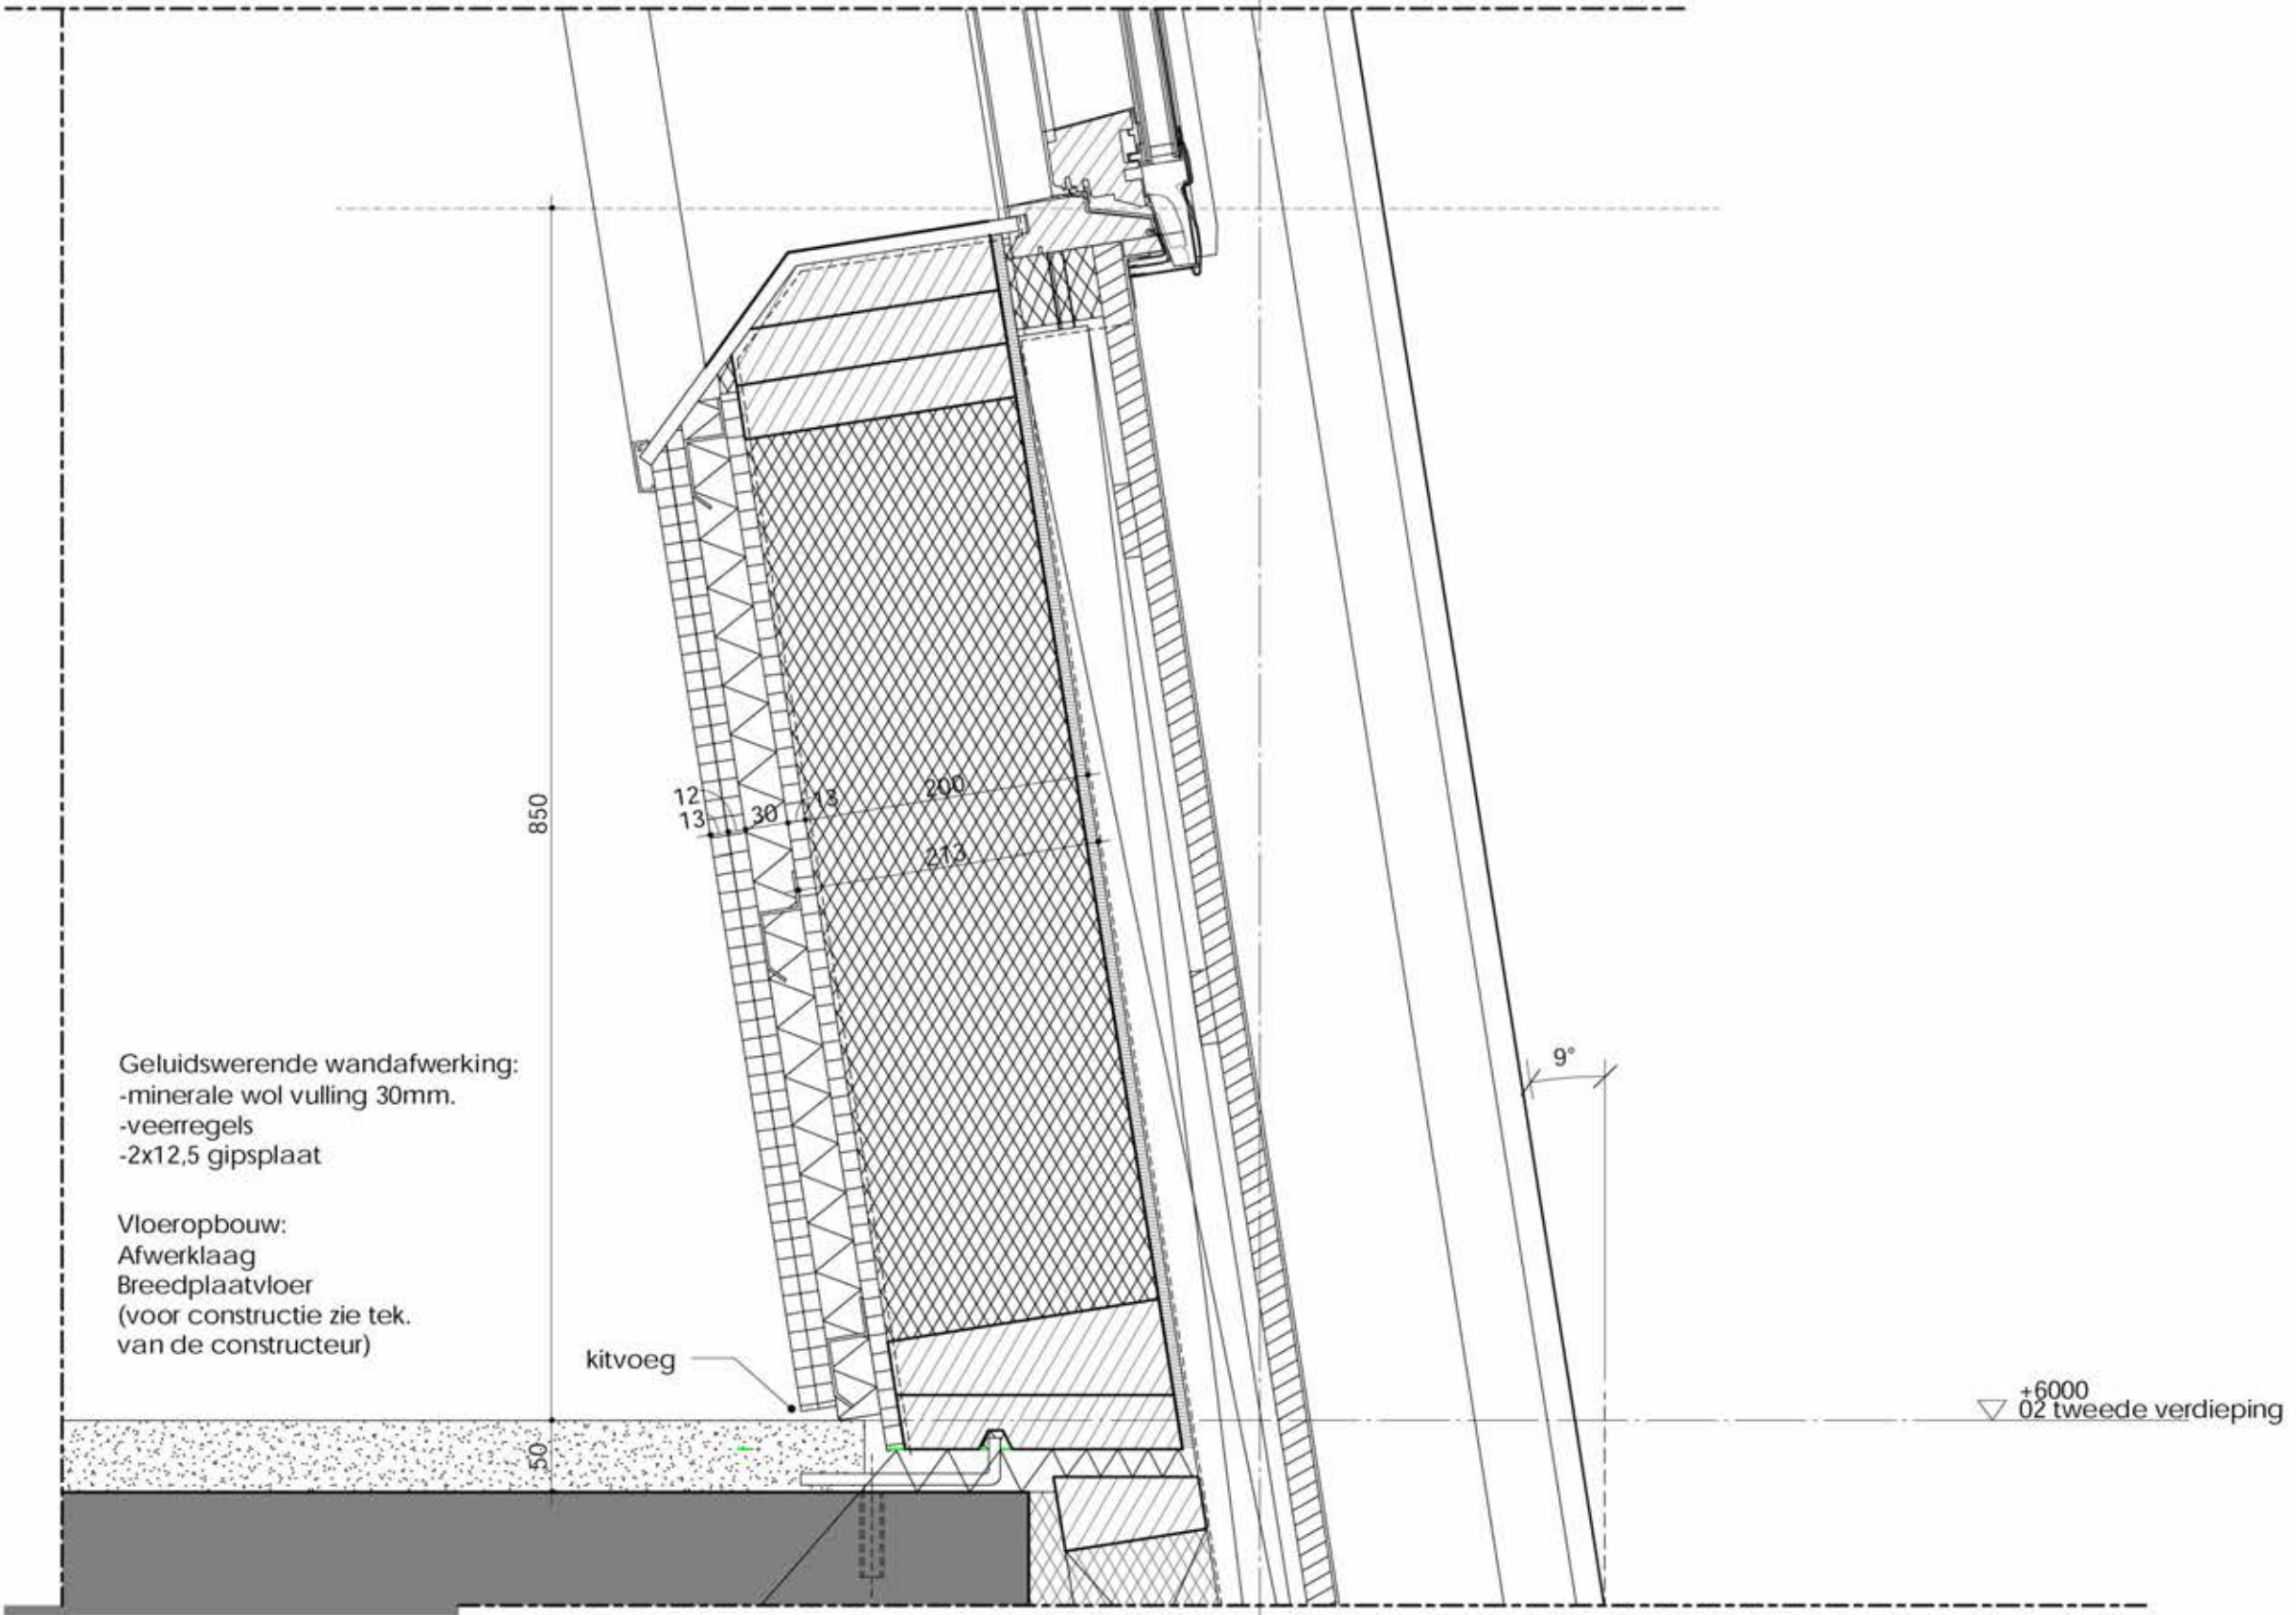 850
12
13
30
13
200
213
Geluidswerende wandafwerking:
-minerale wol vulling 30mm.
-veerregels
-2x12,5 gipsplaat
Vloeropbouw:
Afwerklaag
Breedplaatvloer
(voor constructie zie tek.
van de constructeur)
kitvoeg
9°
+6000
02 tweede verdieping
50